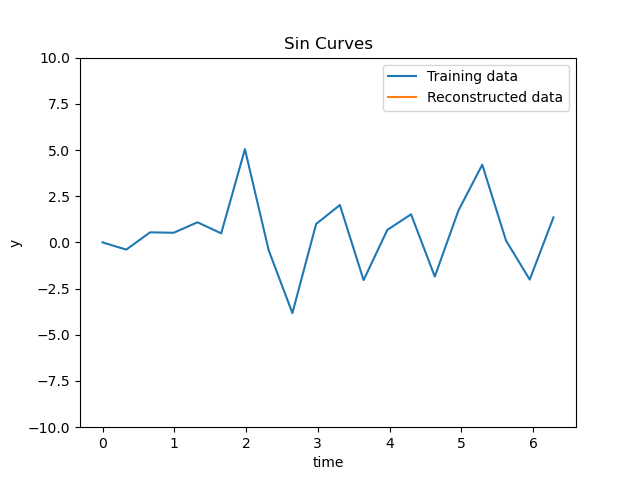 Sin Curves
Training data
Reconstructed data
10.0
7.5
5.0
2.5
0.0
−2.5
−5.0
−7.5
−10.0
y
0 1 2 3 4 5 6
time